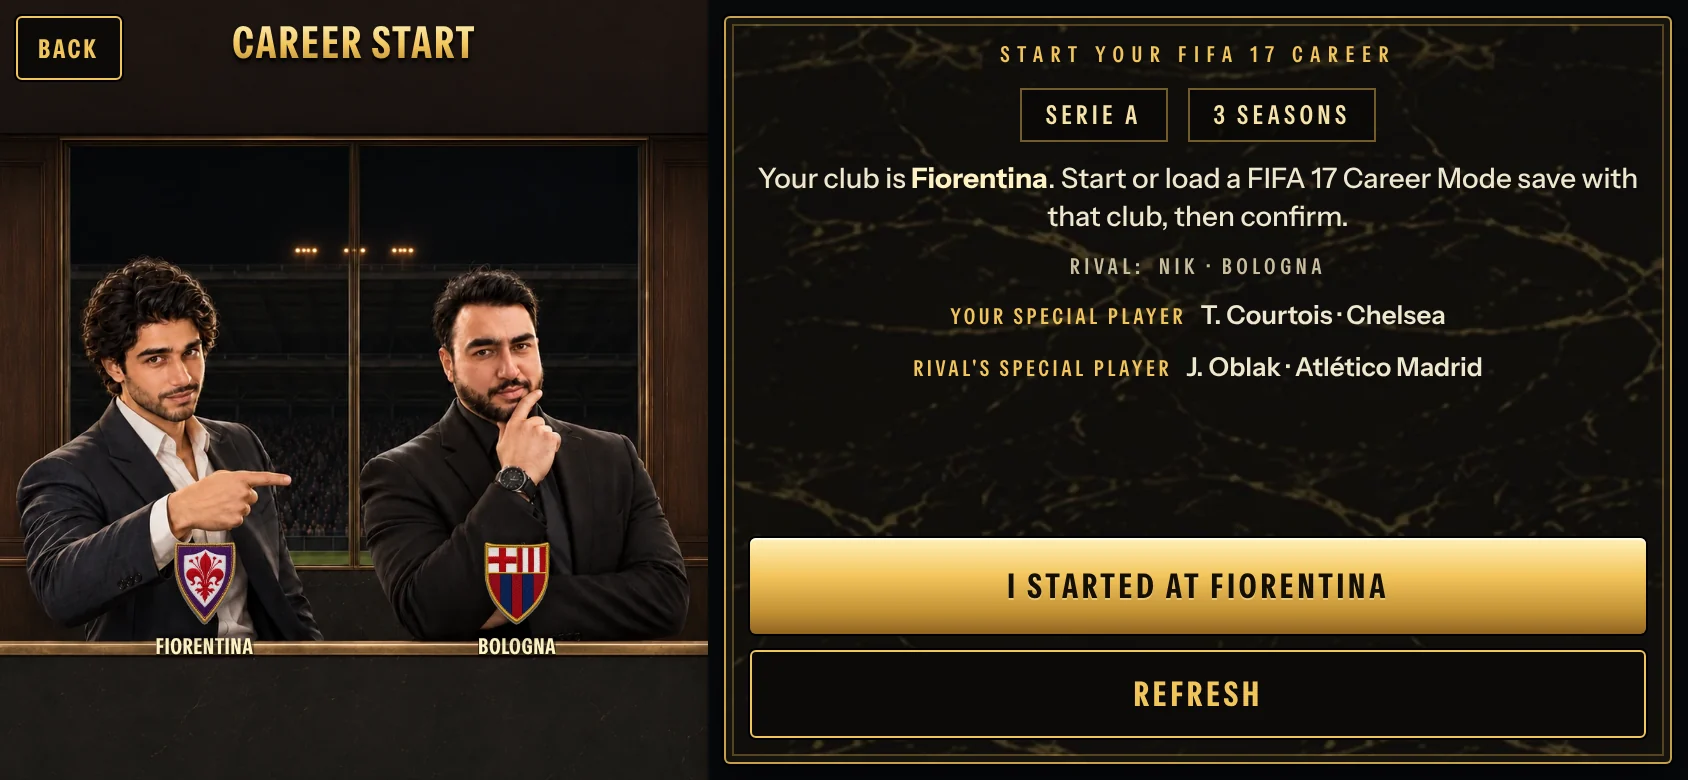 BACK
CAREER START
FIORENTINA
BOLOGNA
START YOUR FIFA 17 CAREER
SERIE A
3 SEASONS
Your club is Fiorentina. Start or load a FIFA 17 Career Mode save with
that club, then confirm.
RIVAL: NIK · BOLOGNA
YOUR SPECIAL PLAYER T. Courtois · Chelsea
RIVAL'S SPECIAL PLAYER J. Oblak · Atlético Madrid
I STARTED AT FIORENTINA
REFRESH